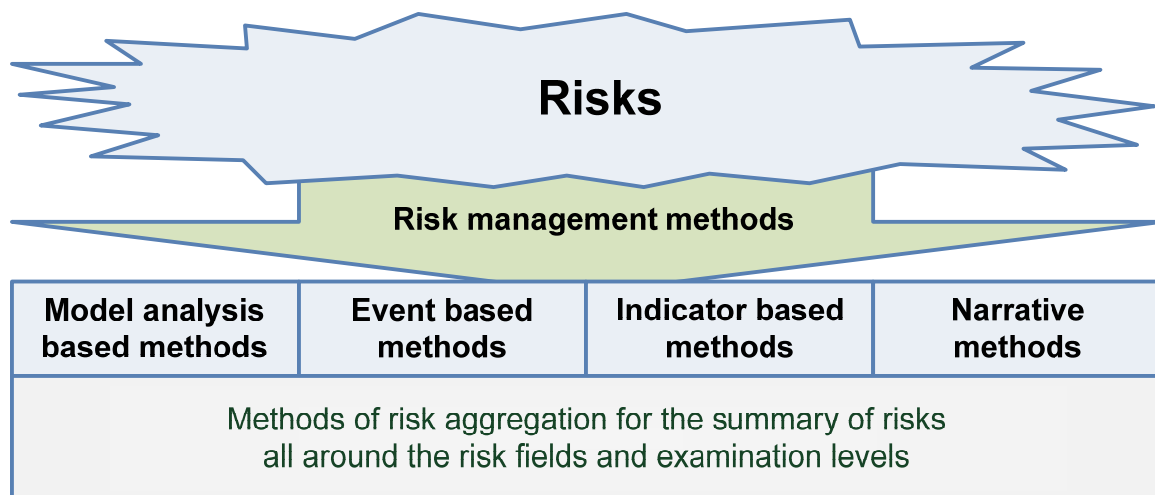 Risks
Risk management methods
Model analysis
based methods
Event based
methods
Indicator based
methods
Narrative
methods
Methods of risk aggregation for the summary of risks
all around the risk fields and examination levels